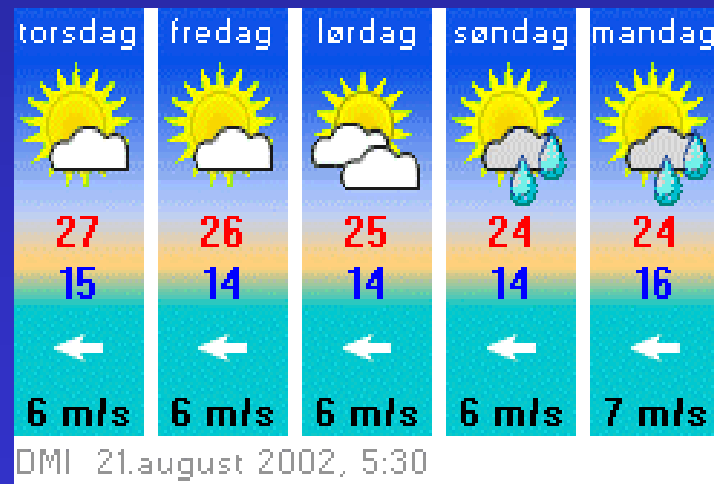 torsdag fredag lørdag søndag mandag
27 26 25 24 24
15 14 14 14 16
6 m/s 6 m/s 6 m/s 6 m/s 7 m/s
DMI 21.august 2002, 5:30